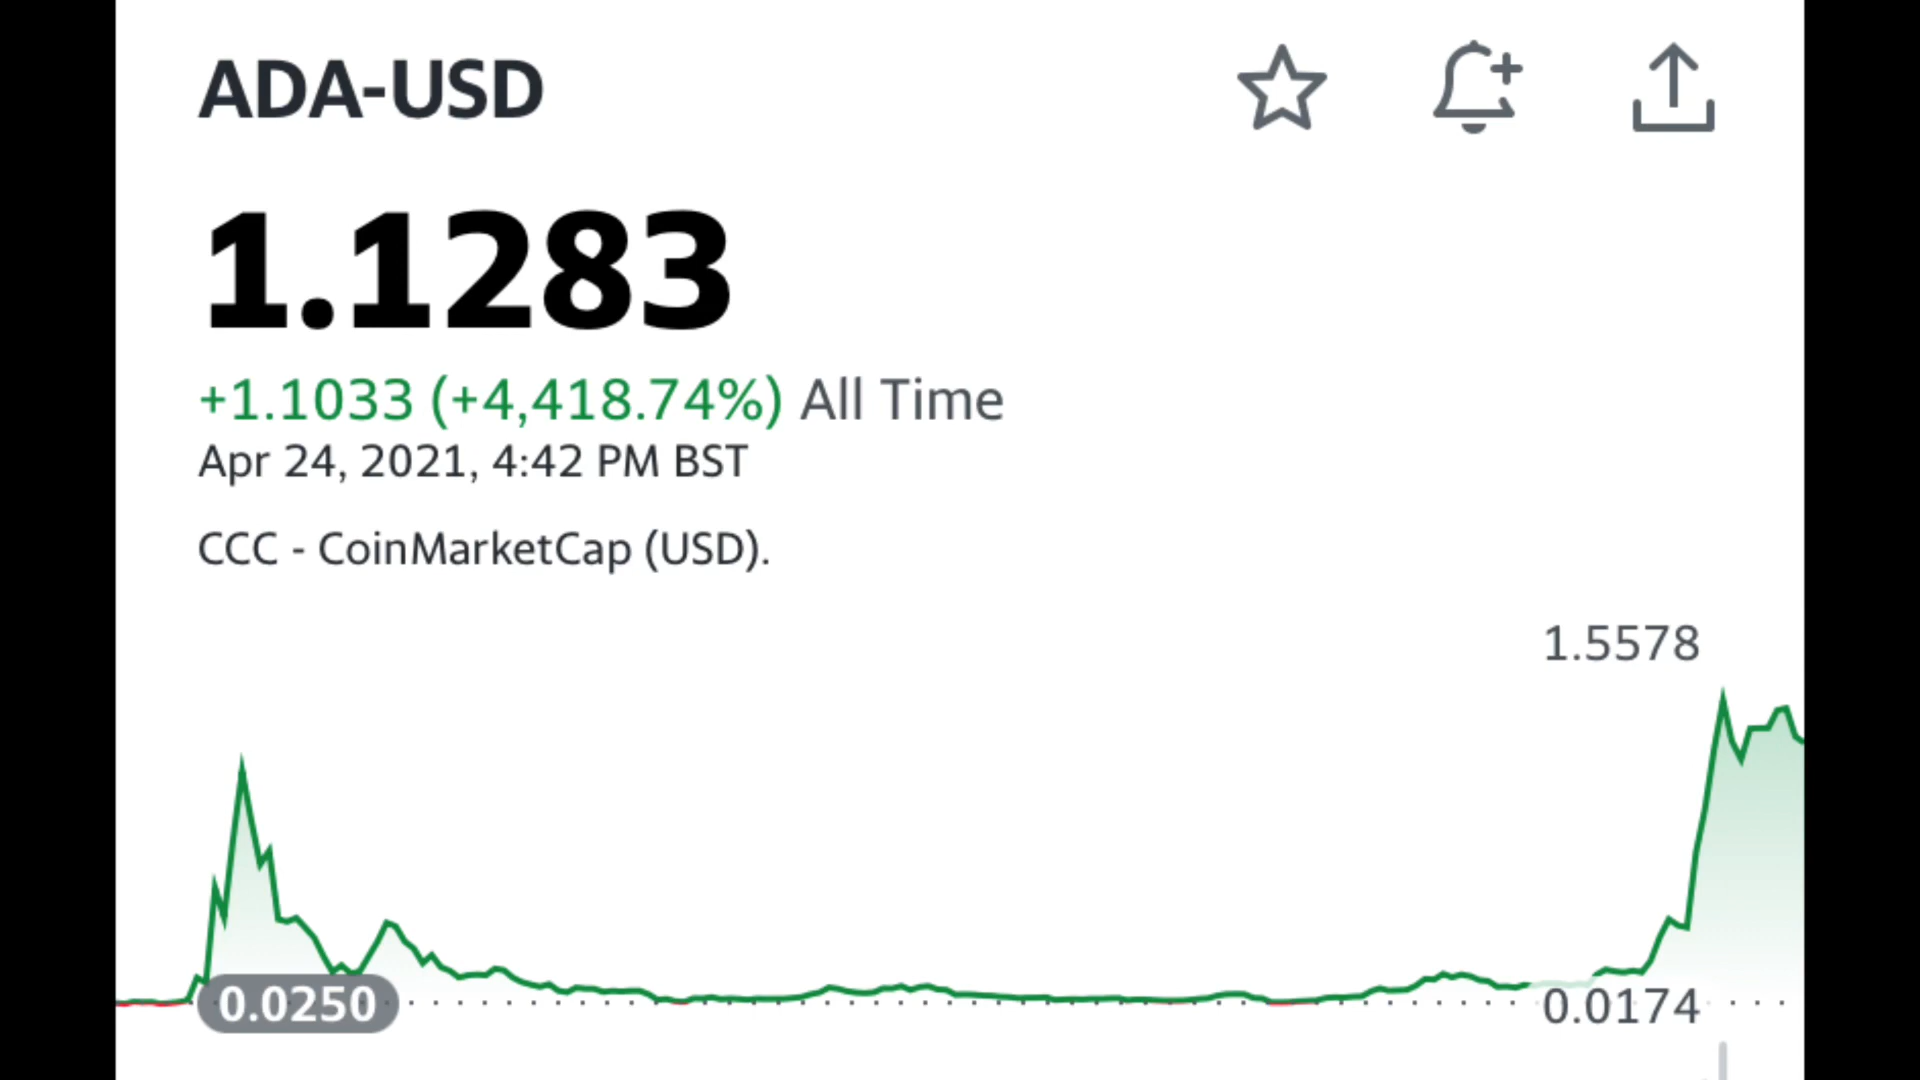 ADA-USD
1.1283
+1.1033 (+4,418.74%) All Time
Apr 24, 2021, 4:42 PM BST
CCC - CoinMarketCap (USD).
1.5578
0.0250
0.0174